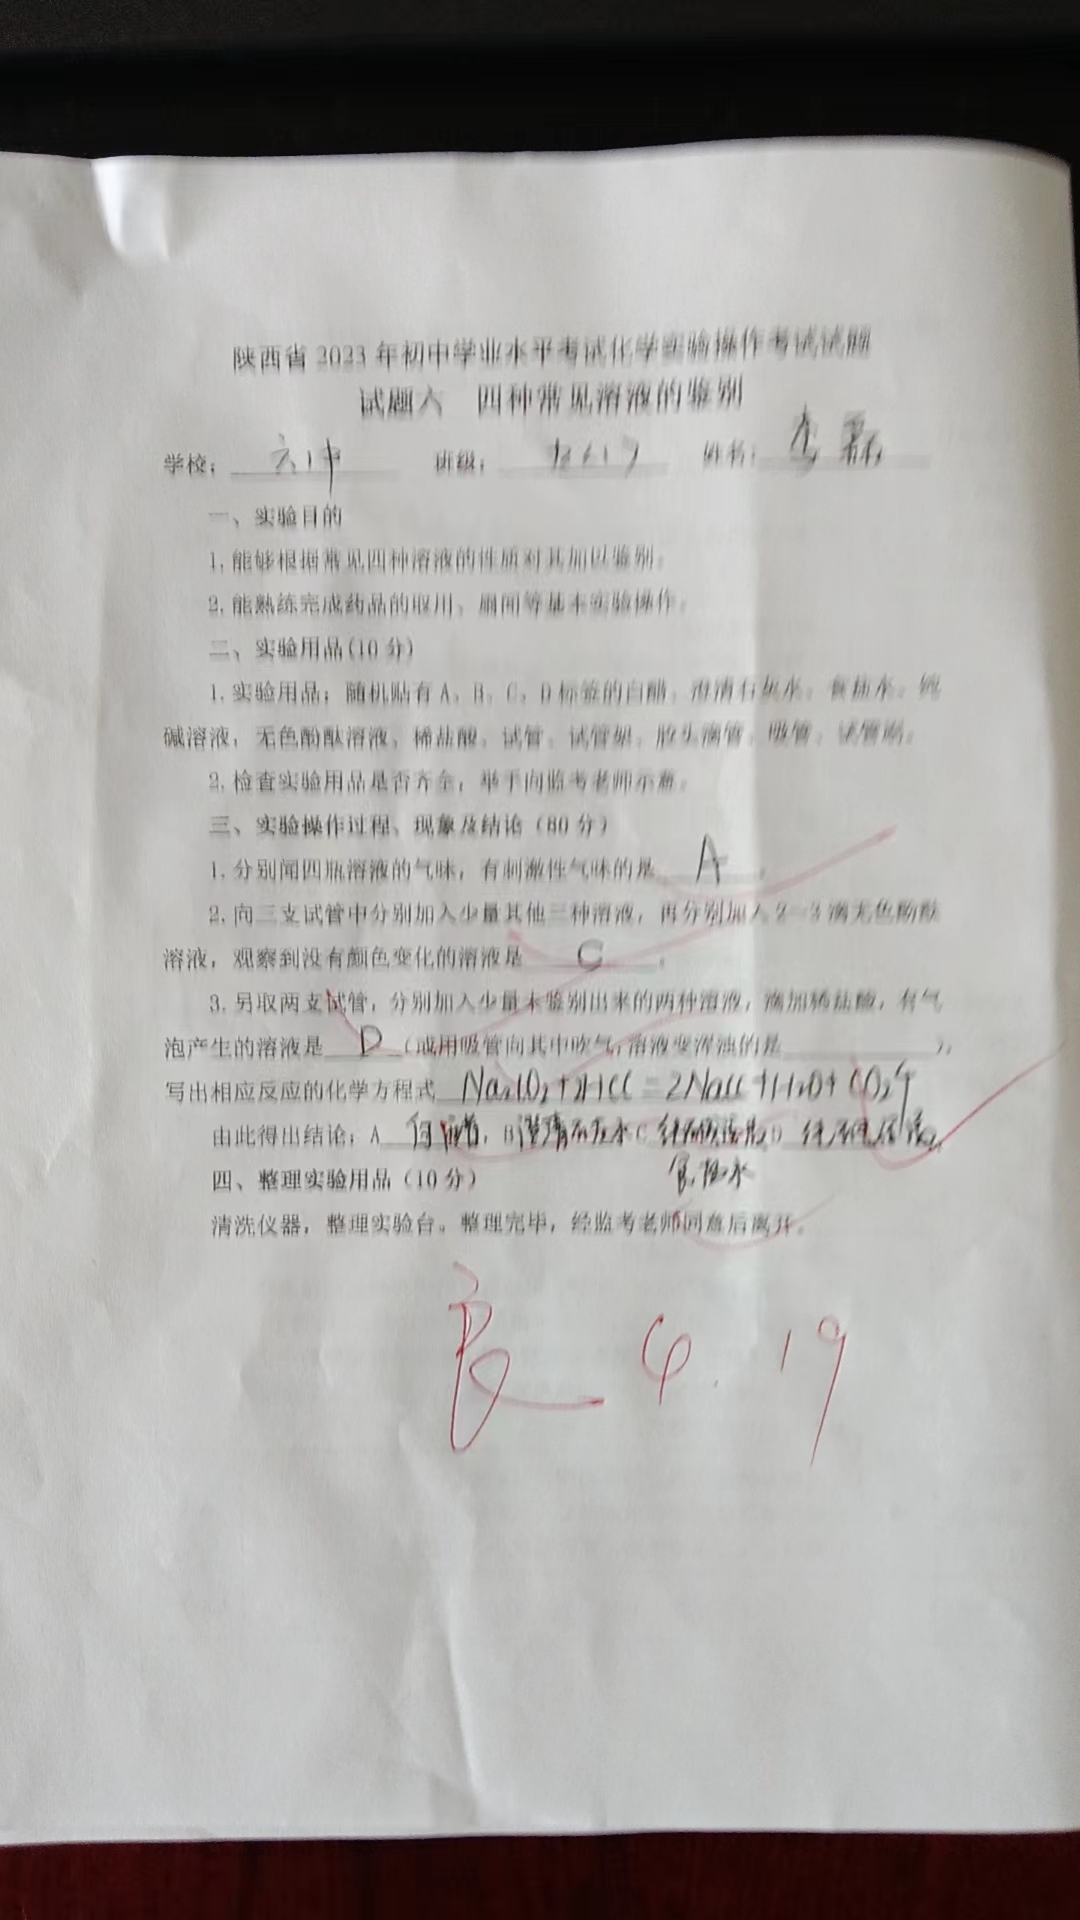 陕西省2023年初中学业水平考试化学实验操作考试试题
试题六 四种常见溶液的鉴别
学校: 六中 班级: 九(1) 姓名: 李
一、实验目的
1.能够根据常见四种溶液的性质对其加以鉴别。
2.能熟练完成药品的取用、扇闻等基本实验操作。
二、实验用品(10分)
1.实验用品:随机贴有A、B、C、D标签的白醋、澄清石灰水、食盐水、纯
碱溶液,无色酚酞溶液、稀盐酸、试管、试管架、胶头滴管、吸管、试管刷。
2.检查实验用品是否齐全,举手向监考老师示意。
三、实验操作过程、现象及结论(80分)
1.分别闻四瓶溶液的气味,有刺激性气味的是 A 。
2.向三支试管中分别加入少量其他三种溶液,再分别加入2-3滴无色酚酞
溶液,观察到没有颜色变化的溶液是 C 。
3.另取两支试管,分别加入少量未鉴别出来的两种溶液,滴加稀盐酸,有气
泡产生的溶液是 D (或用吸管向其中吹气,溶液变浑浊的是 ),
写出相应反应的化学方程式 Na₂CO₃+2HCl=2NaCl+H₂O+CO₂↑
由此得出结论:A 白醋,B 澄清石灰水 C 纯碱溶液 D 纯碱溶液。
食盐水
四、整理实验用品(10分)
清洗仪器,整理实验台。整理完毕,经监考老师同意后离开。
良 4.19